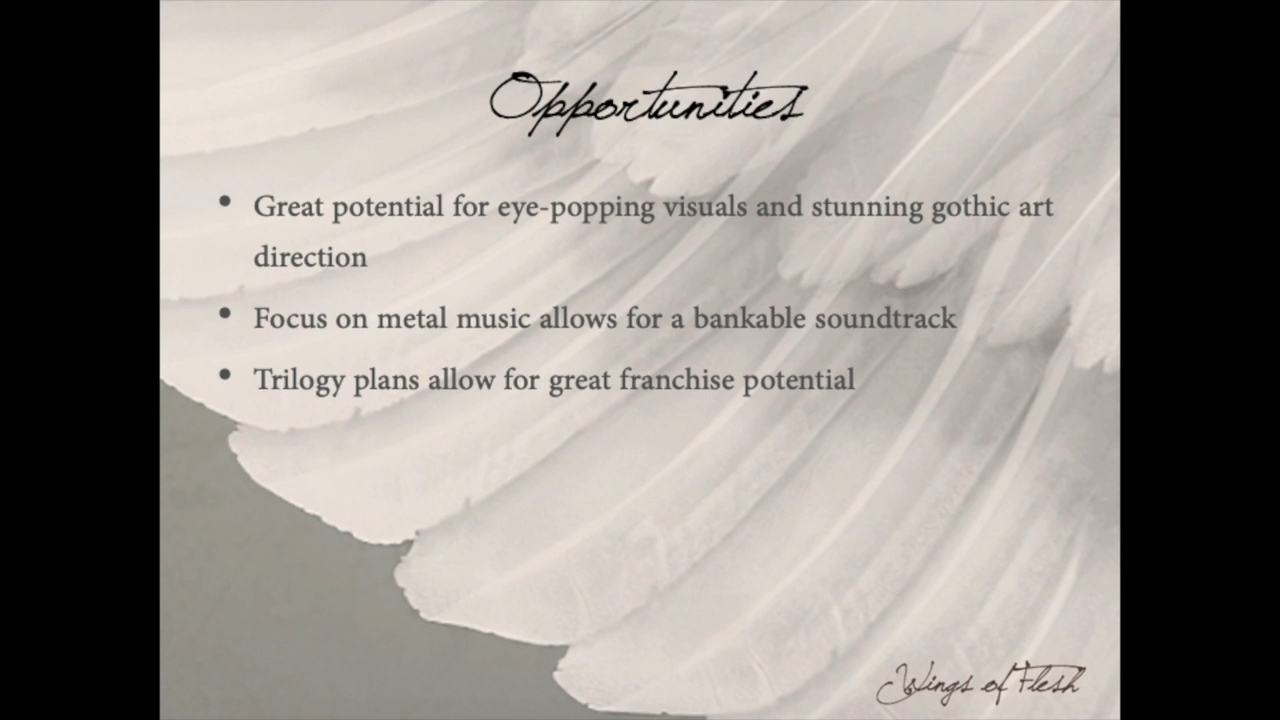 Opportunities
• Great potential for eye-popping visuals and stunning gothic art
direction
• Focus on metal music allows for a bankable soundtrack
• Trilogy plans allow for great franchise potential
Wings of Flesh